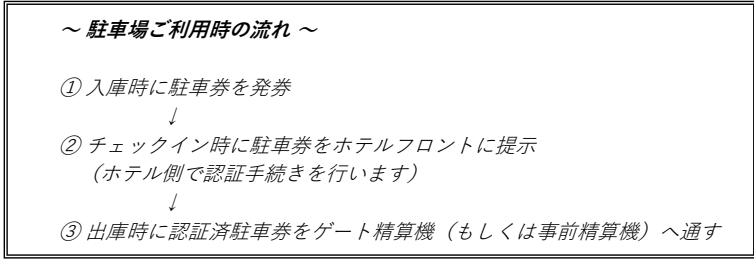 ～ 駐車場ご利用時の流れ ～
① 入庫時に駐車券を発券
↓
② チェックイン時に駐車券をホテルフロントに提示
（ホテル側で認証手続きを行います）
↓
③ 出庫時に認証済駐車券をゲート精算機（もしくは事前精算機）へ通す